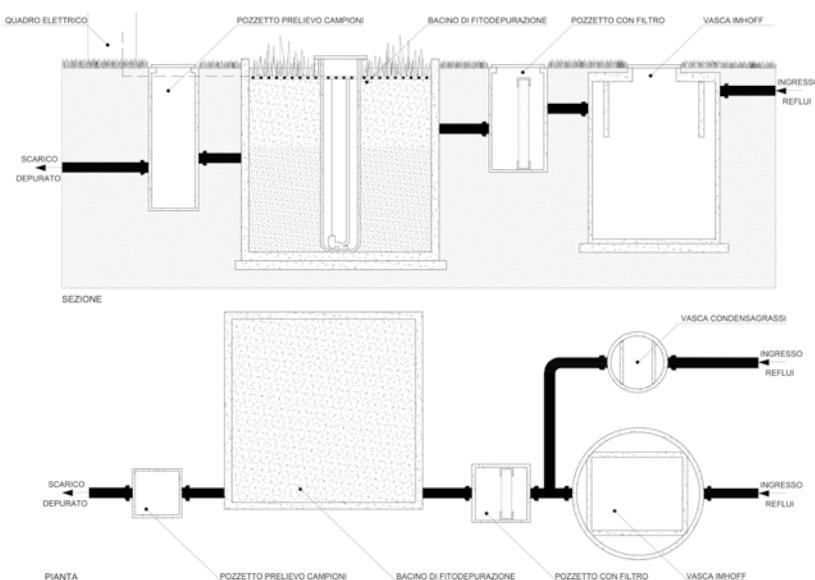 QUADRO ELETTRICO
POZZETTO PRELIEVO CAMPIONI
BACINO DI FITODEPURAZIONE
POZZETTO CON FILTRO
VASCA IMHOFF
INGRESSO
REFLUI
SCARICO
DEPURATO
SEZIONE
VASCA CONDENSAGRASSI
INGRESSO
REFLUI
SCARICO
DEPURATO
INGRESSO
REFLUI
PIANTA
POZZETTO PRELIEVO CAMPIONI
BACINO DI FITODEPURAZIONE
POZZETTO CON FILTRO
VASCA IMHOFF